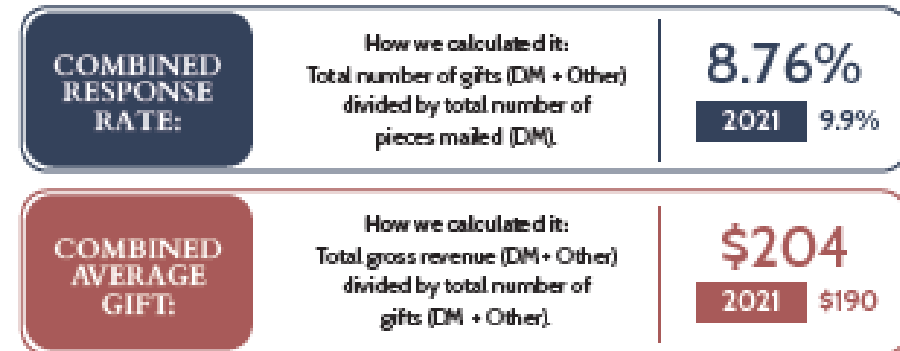 COMBINED
RESPONSE
RATE:
How we calculated it:
Total number of gifts (DM + Other)
divided by total number of
pieces mailed (DM).
8.76%
2021 9.9%
COMBINED
AVERAGE
GIFT:
How we calculated it:
Total gross revenue (DM+ Other)
divided by total number of
gifts (DM + Other).
$204
2021 $190